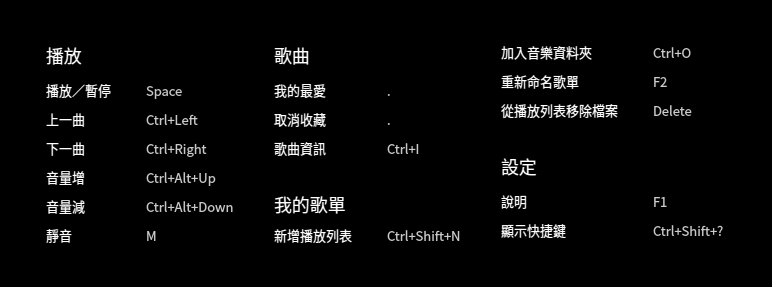 播放
播放／暫停 Space
上一曲 Ctrl+Left
下一曲 Ctrl+Right
音量增 Ctrl+Alt+Up
音量減 Ctrl+Alt+Down
靜音 M
歌曲
我的最愛 .
取消收藏 .
歌曲資訊 Ctrl+I
我的歌單
新增播放列表 Ctrl+Shift+N
加入音樂資料夾 Ctrl+O
重新命名歌單 F2
從播放列表移除檔案 Delete
設定
說明 F1
顯示快捷鍵 Ctrl+Shift+?